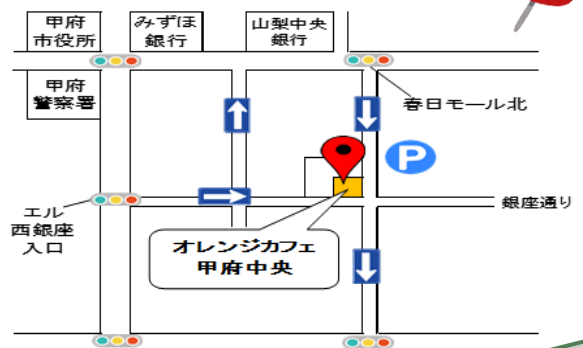 甲府
市役所
みずほ
銀行
山梨中央
銀行
甲府
警察署
春日モール北
P
エル
西銀座
入口
銀座通り
オレンジカフェ
甲府中央